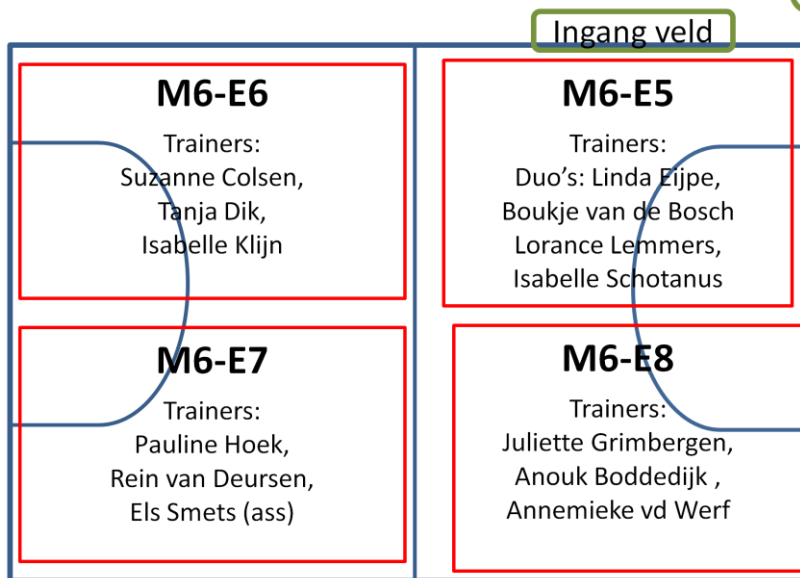 Ingang veld
M6-E6
Trainers:
Suzanne Colsen,
Tanja Dik,
Isabelle Klijn
M6-E5
Trainers:
Duo's: Linda Eijpe,
Boukje van de Bosch
Lorance Lemmers,
Isabelle Schotanus
M6-E7
Trainers:
Pauline Hoek,
Rein van Deursen,
Els Smets (ass)
M6-E8
Trainers:
Juliette Grimbergen,
Anouk Boddedijk ,
Annemieke vd Werf